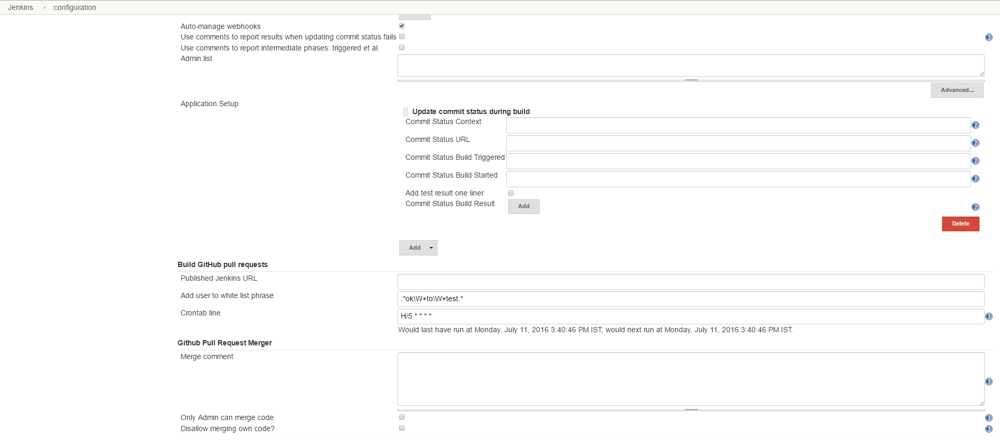 Jenkins configuration
Auto-manage webhooks
Use comments to report results when updating commit status fails
Use comments to report intermediate phases: triggered et al
Admin list
Advanced...
Application Setup
Update commit status during build
Commit Status Context
Commit Status URL
Commit Status Build Triggered
Commit Status Build Started
Add test result one liner
Commit Status Build Result Add
Delete
Add
Build GitHub pull requests
Published Jenkins URL
Add user to white list phrase .*ok\W+to\W+test.*
Crontab line H/5 * * * *
Would last have run at Monday, July 11, 2016 3:40:46 PM IST; would next run at Monday, July 11, 2016 3:40:46 PM IST.
Github Pull Request Merger
Merge comment
Only Admin can merge code
Disallow merging own code?